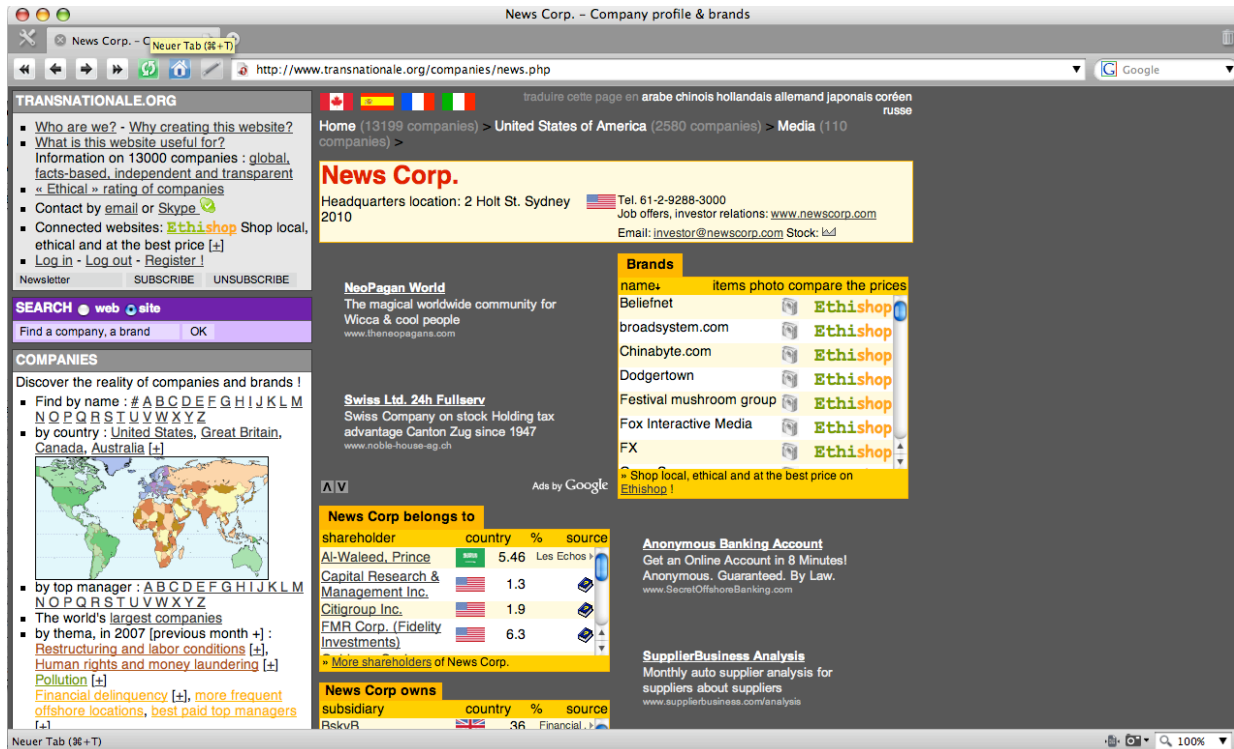 News Corp. – Company profile & brands
News Corp. – C
Neuer Tab (⌘+T)
http://www.transnationale.org/companies/news.php
Google
TRANSNATIONALE.ORG
Who are we? - Why creating this website?
What is this website useful for?
Information on 13000 companies : global,
facts-based, independent and transparent
« Ethical » rating of companies
Contact by email or Skype
Connected websites: Ethishop Shop local,
ethical and at the best price [+]
Log in - Log out - Register !
Newsletter SUBSCRIBE UNSUBSCRIBE
SEARCH web site
Find a company, a brand OK
COMPANIES
Discover the reality of companies and brands !
Find by name : # A B C D E F G H I J K L M
N O P Q R S T U V W X Y Z
by country : United States, Great Britain,
Canada, Australia [+]
by top manager : A B C D E F G H I J K L M
N O P Q R S T U V W X Y Z
The world's largest companies
by thema, in 2007 [previous month +] :
Restructuring and labor conditions [+],
Human rights and money laundering [+]
Pollution [+]
Financial delinquency [+], more frequent
offshore locations, best paid top managers
[+]
traduire cette page en arabe chinois hollandais allemand japonais coréen
russe
Home (13199 companies) > United States of America (2580 companies) > Media (110
companies) >
News Corp.
Headquarters location: 2 Holt St. Sydney
2010
Tel. 61-2-9288-3000
Job offers, investor relations: www.newscorp.com
Email: investor@newscorp.com Stock:
NeoPagan World
The magical worldwide community for
Wicca & cool people
www.theneopagans.com
Swiss Ltd. 24h Fullserv
Swiss Company on stock Holding tax
advantage Canton Zug since 1947
www.noble-house-ag.ch
Ads by Google
Brands
name items photo compare the prices
Beliefnet Ethishop
broadsystem.com Ethishop
Chinabyte.com Ethishop
Dodgertown Ethishop
Festival mushroom group Ethishop
Fox Interactive Media Ethishop
FX Ethishop
» Shop local, ethical and at the best price on
Ethishop !
News Corp belongs to
shareholder country % source
Al-Waleed, Prince 5.46 Les Echos
Capital Research &
Management Inc. 1.3
Citigroup Inc. 1.9
FMR Corp. (Fidelity
Investments) 6.3
» More shareholders of News Corp.
News Corp owns
subsidiary country % source
BskyB 36 Financial
Anonymous Banking Account
Get an Online Account in 8 Minutes!
Anonymous. Guaranteed. By Law.
www.SecretOffshoreBanking.com
SupplierBusiness Analysis
Monthly auto supplier analysis for
suppliers about suppliers
www.supplierbusiness.com/analysis
Neuer Tab (⌘+T)
100%